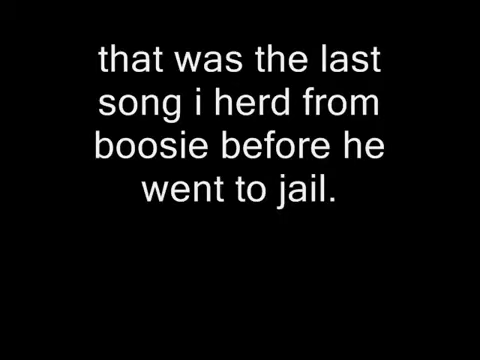 that was the last
song i herd from
boosie before he
went to jail.